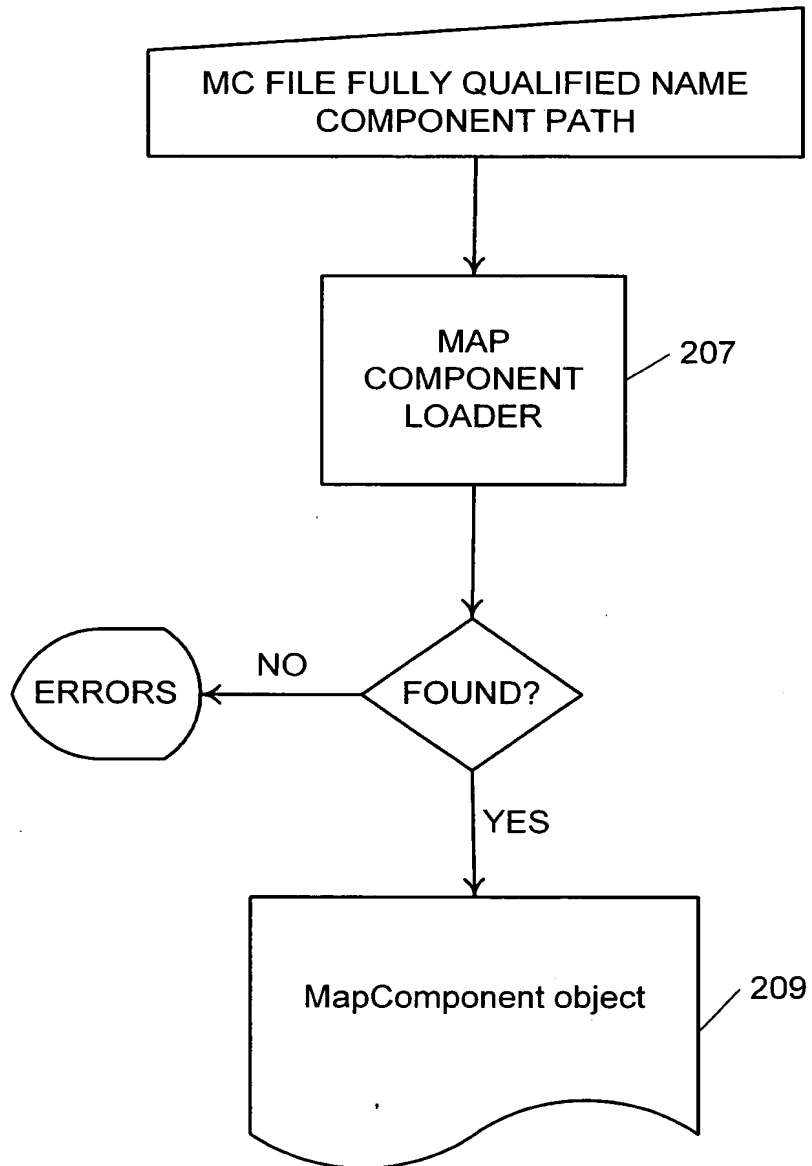 MC FILE FULLY QUALIFIED NAME
COMPONENT PATH
MAP
COMPONENT
LOADER
207
NO
ERRORS
FOUND?
YES
MapComponent object
209